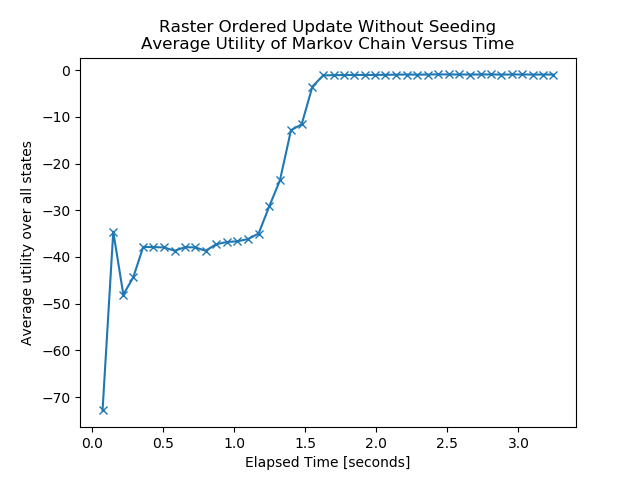 Raster Ordered Update Without Seeding
Average Utility of Markov Chain Versus Time
Average utility over all states
0
−10
−20
−30
−40
−50
−60
−70
0.0 0.5 1.0 1.5 2.0 2.5 3.0
Elapsed Time [seconds]